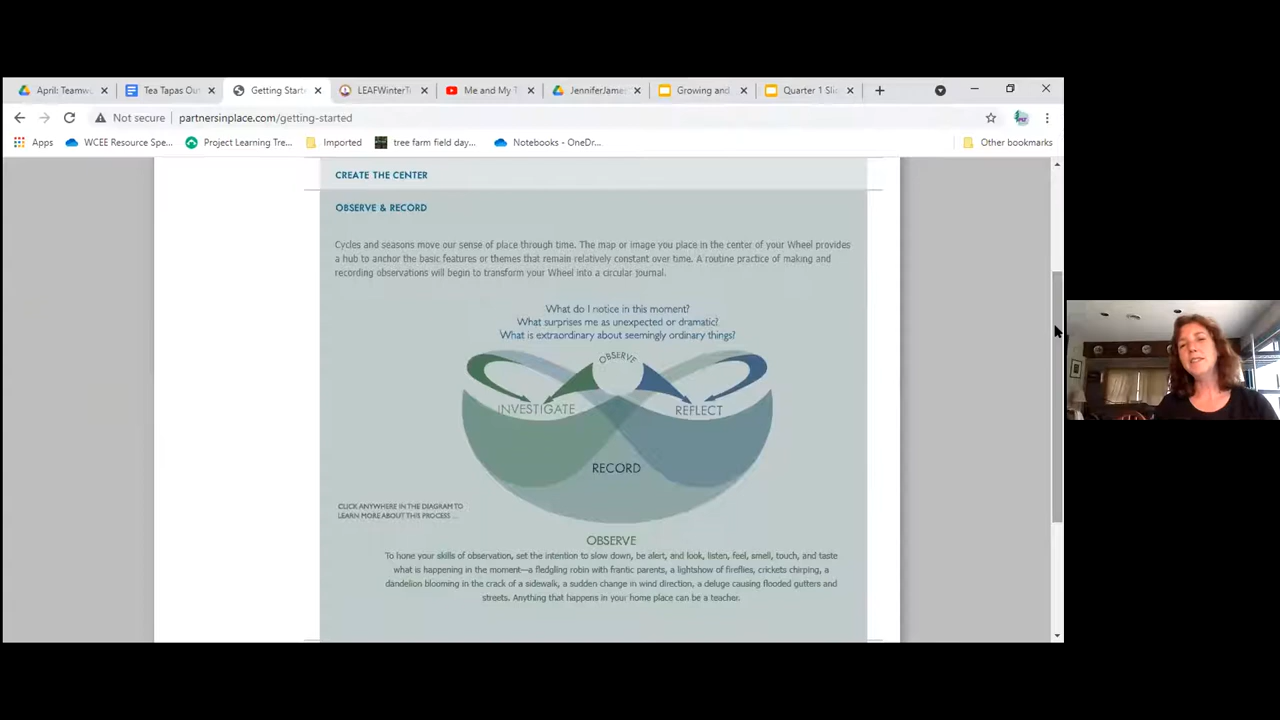 April: Teamw
Tea Tapas Out
Getting Starte
LEAFWinterTr
Me and My T
JenniferJames
Growing and
Quarter 1 Slid
Not secure
partnersinplace.com/getting-started
Apps
WCEE Resource Spe...
Project Learning Tre...
Imported
tree farm field day...
Notebooks - OneDr...
Other bookmarks
CREATE THE CENTER
OBSERVE & RECORD
Cycles and seasons move our sense of place through time. The map or image you place in the center of your Wheel provides
a hub to anchor the basic features or themes that remain relatively constant over time. A routine practice of making and
recording observations will begin to transform your Wheel into a circular journal.
What do I notice in this moment?
What surprises me as unexpected or dramatic?
What is extraordinary about seemingly ordinary things?
OBSERVE
INVESTIGATE
REFLECT
RECORD
CLICK ANYWHERE IN THE DIAGRAM TO
LEARN MORE ABOUT THIS PROCESS ...
OBSERVE
To hone your skills of observation, set the intention to slow down, be alert, and look, listen, feel, smell, touch, and taste
what is happening in the moment—a fledgling robin with frantic parents, a lightshow of fireflies, crickets chirping, a
dandelion blooming in the crack of a sidewalk, a sudden change in wind direction, a deluge causing flooded gutters and
streets. Anything that happens in your home place can be a teacher.